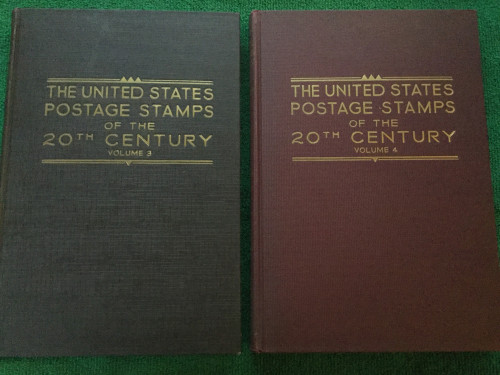 THE UNITED STATES
POSTAGE STAMPS
OF THE
20TH CENTURY
VOLUME 3
THE UNITED STATES
POSTAGE STAMPS
OF THE
20TH CENTURY
VOLUME 4